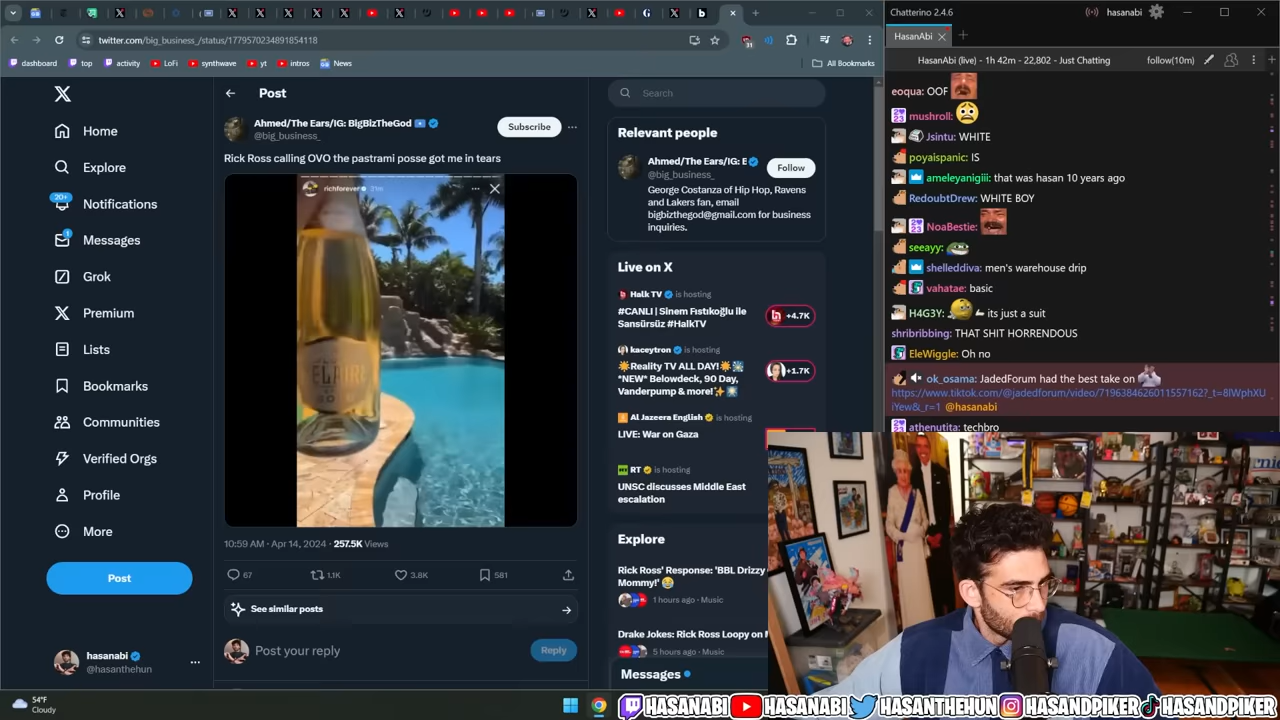 twitter.com/big_business_/status/1779570234891854118
31
dashboard
top
activity
LoFi
synthwave
yt
intros
News
All Bookmarks
Home
Explore
20+
Notifications
1
Messages
Grok
Premium
Lists
Bookmarks
Communities
Verified Orgs
Profile
More
Post
hasanabi
@hasanthehun
Post
Ahmed/The Ears/IG: BigBizTheGod
@big_business_
Subscribe
Rick Ross calling OVO the pastrami posse got me in tears
richforever 21m
10:59 AM · Apr 14, 2024 · 257.5K Views
67
1.1K
3.8K
581
See similar posts
Post your reply
Reply
Search
Relevant people
Ahmed/The Ears/IG: E
@big_business_
Follow
George Costanza of Hip Hop, Ravens
and Lakers fan, email
bigbizthegod@gmail.com for business
inquiries.
Live on X
Halk TV is hosting
#CANLI | Sinem Fıstıkoğlu ile
Sansürsüz #HalkTV
+4.7K
kaceytron is hosting
Reality TV ALL DAY!
*NEW* Belowdeck, 90 Day,
Vanderpump & more!
+1.7K
Al Jazeera English is hosting
LIVE: War on Gaza
RT is hosting
UNSC discusses Middle East
escalation
Explore
Rick Ross' Response: 'BBL Drizzy
Mommy!'
1 hours ago · Music
Drake Jokes: Rick Ross Loopy on
5 hours ago · Music
Messages
Chatterino 2.4.6
hasanabi
HasanAbi
HasanAbi (live) - 1h 42m - 22,802 - Just Chatting
follow(10m)
eoqua: OOF
mushroll:
Jsintu: WHITE
poyaispanic: IS
ameleyanigiii: that was hasan 10 years ago
RedoubtDrew: WHITE BOY
NoaBestie:
seeayy:
shelleddiva: men's warehouse drip
vahatae: basic
H4G3Y: its just a suit
shribribbing: THAT SHIT HORRENDOUS
EleWiggle: Oh no
ok_osama: JadedForum had the best take on
https://www.tiktok.com/@jadedforum/video/7196384626011557162?_t=8lWphXU
iYew&_r=1 @hasanabi
athenutita: techbro
54°F
Cloudy
HASANABI
HASANABI
HASANTHEHUN
HASANDPIKER
HASANDPIKER